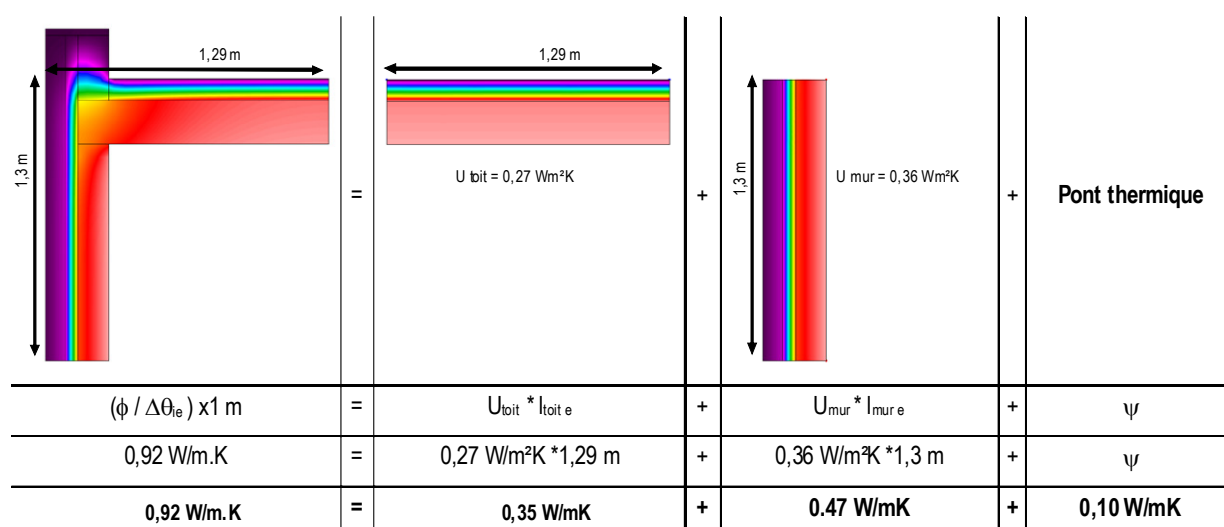 1,29 m
1,3 m
=
1,29 m
U toit = 0,27 Wm²K
+
1,3 m
U mur = 0,36 Wm²K
+
Pont thermique
(ϕ / Δθie ) x1 m = Utoit * ltoit e + Umur * lmur e + ψ
0,92 W/m.K = 0,27 W/m²K *1,29 m + 0,36 W/m²K *1,3 m + ψ
0,92 W/m.K = 0,35 W/mK + 0.47 W/mK + 0,10 W/mK